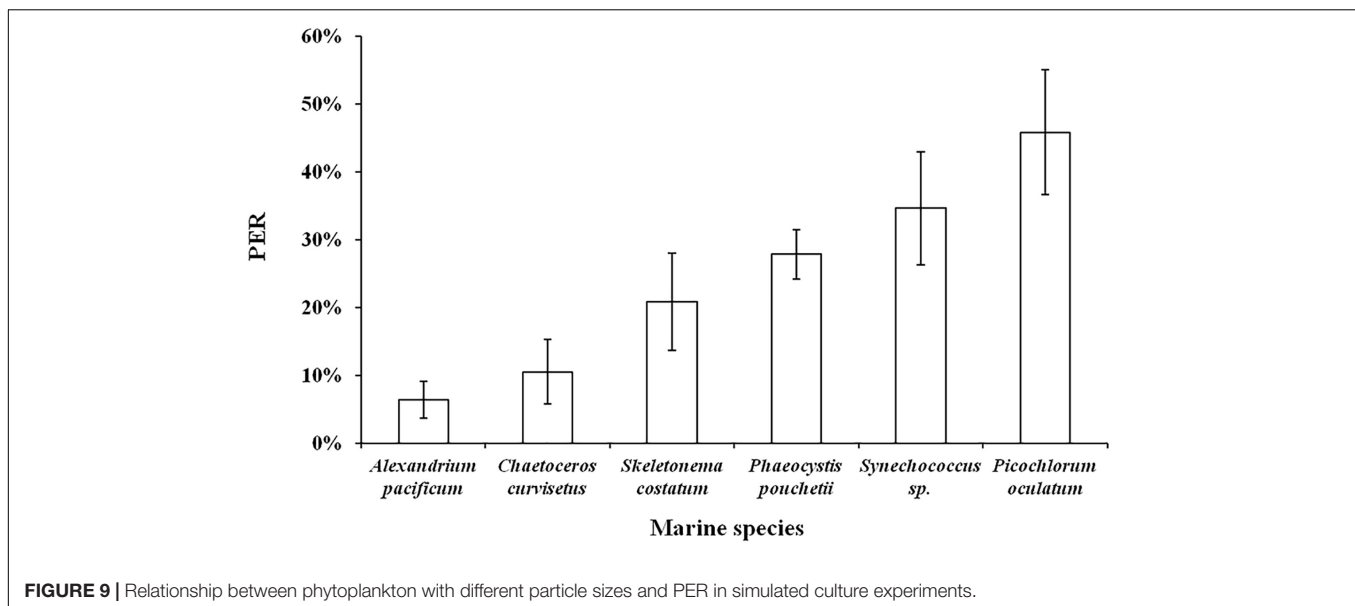 60%
50%
40%
30%
20%
10%
0%
PER
Alexandrium pacificum
Chaetoceros curvisetus
Skeletonema costatum
Phaeocystis pouchetii
Synechococcus sp.
Picochlorum oculatum
Marine species
FIGURE 9 | Relationship between phytoplankton with different particle sizes and PER in simulated culture experiments.